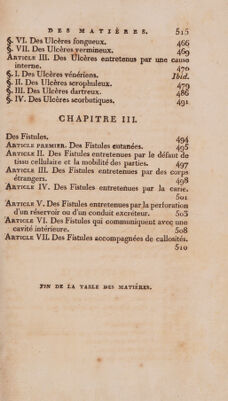 DES MATIÈRES. 515
§. VI. Des Ulcères fongueux. 466
§. VII. Des Ulcères vermineux. 469
ARTICLE III. Des Ulcères entretenus par une cause
interne. 470
§. I. Des Ulcères vénériens. Ibid.
§. II. Des Ulcères scrophuleux. 479
§. III. Des Ulcères dartreux. 486
§. IV. Des Ulcères scorbutiques. 491
CHAPITRE III.
Des Fistules. 494
ARTICLE PREMIER. Des Fistules cutanées. 495
ARTICLE II. Des Fistules entretenues par le défaut de
tissu cellulaire et la mobilité des parties. 497
ARTICLE III. Des Fistules entretenues par des corps
étrangers. 498
ARTICLE IV. Des Fistules entretenues par la carie.
501
ARTICLE V. Des Fistules entretenues par la perforation
d'un réservoir ou d'un conduit excréteur. 503
ARTICLE VI. Des Fistules qui communiquent avec une
cavité intérieure. 508
ARTICLE VII. Des Fistules accompagnées de callosités.
510
FIN DE LA TABLE DES MATIÈRES.